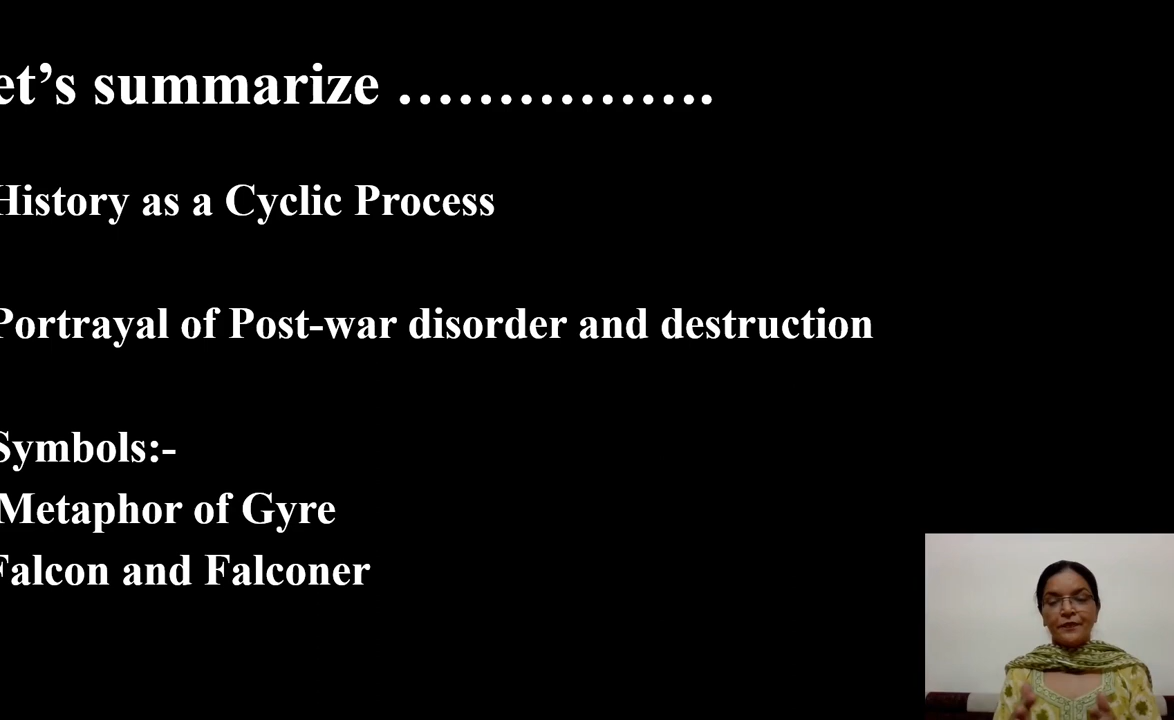 et’s summarize …………….
History as a Cyclic Process
Portrayal of Post-war disorder and destruction
Symbols:-
Metaphor of Gyre
Falcon and Falconer